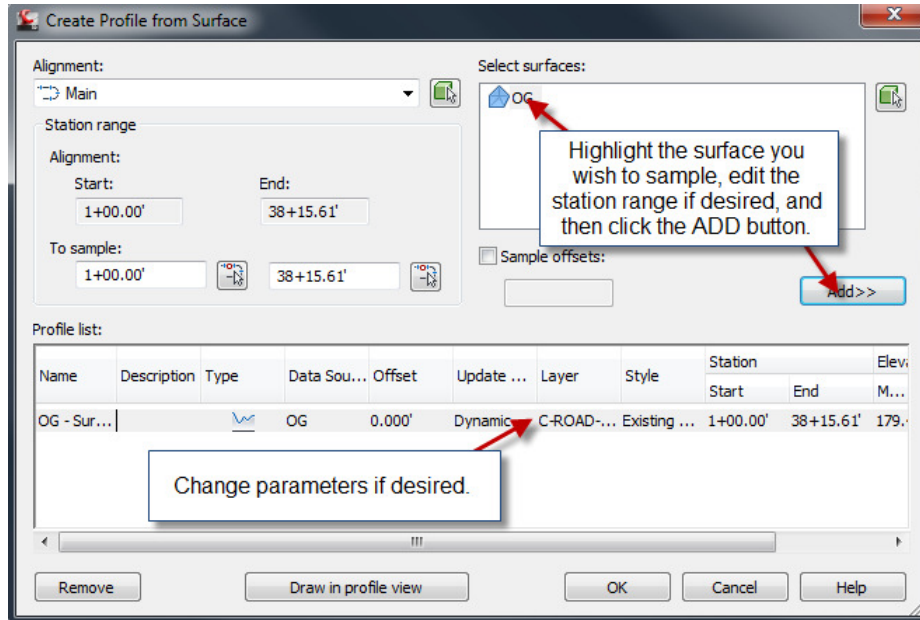 Create Profile from Surface
Alignment:
Main
Station range
Alignment:
Start:
End:
1+00.00'
38+15.61'
To sample:
1+00.00'
38+15.61'
Select surfaces:
OG
Highlight the surface you
wish to sample, edit the
station range if desired, and
then click the ADD button.
Sample offsets:
Add>>
Profile list:
Name Description Type Data Sou... Offset Update ... Layer Style Station Elev
Start End M...
OG - Sur... OG 0.000' Dynamic C-ROAD-... Existing ... 1+00.00' 38+15.61' 179.
Change parameters if desired.
Remove
Draw in profile view
OK
Cancel
Help